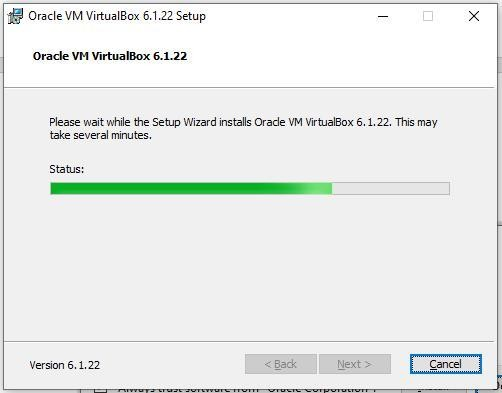 Oracle VM VirtualBox 6.1.22 Setup
Oracle VM VirtualBox 6.1.22
Please wait while the Setup Wizard installs Oracle VM VirtualBox 6.1.22. This may
take several minutes.
Status:
Version 6.1.22
< Back
Next >
Cancel
Always trust software from "Oracle Corporation".